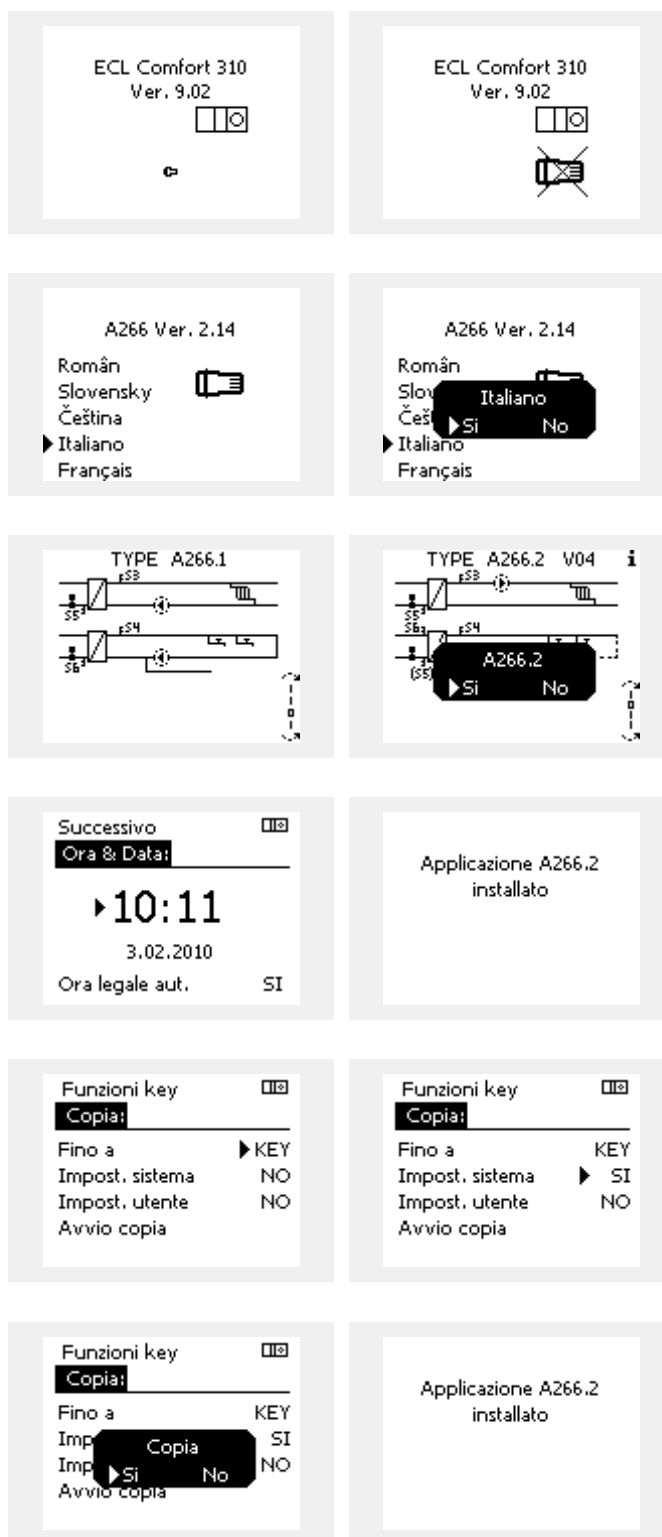 ECL Comfort 310
Ver. 9.02
ECL Comfort 310
Ver. 9.02
A266 Ver. 2.14
Român
Slovensky
Čeština
Italiano
Français
A266 Ver. 2.14
Român
Slov
Češt
Italiano
Français
Italiano
Si No
TYPE A266.1
S3
S5
S4
S6
TYPE A266.2 V04 i
S3
S5
S6
S4
(S5)
A266.2
Si No
Successivo
Ora & Data:
10:11
3.02.2010
Ora legale aut. SI
Applicazione A266.2
installato
Funzioni key
Copia:
Fino a KEY
Impost. sistema NO
Impost. utente NO
Avvio copia
Funzioni key
Copia:
Fino a KEY
Impost. sistema SI
Impost. utente NO
Avvio copia
Funzioni key
Copia:
Fino a KEY
Imp SI
Imp NO
Avvio copia
Copia
Si No
Applicazione A266.2
installato